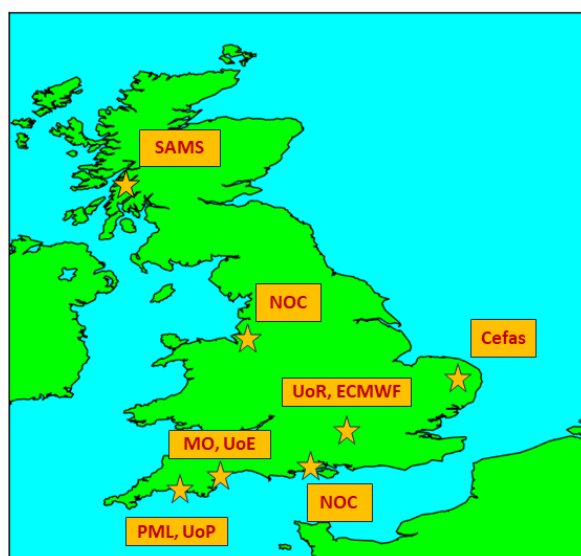 SAMS
NOC
Cefas
UoR, ECMWF
MO, UoE
NOC
PML, UoP